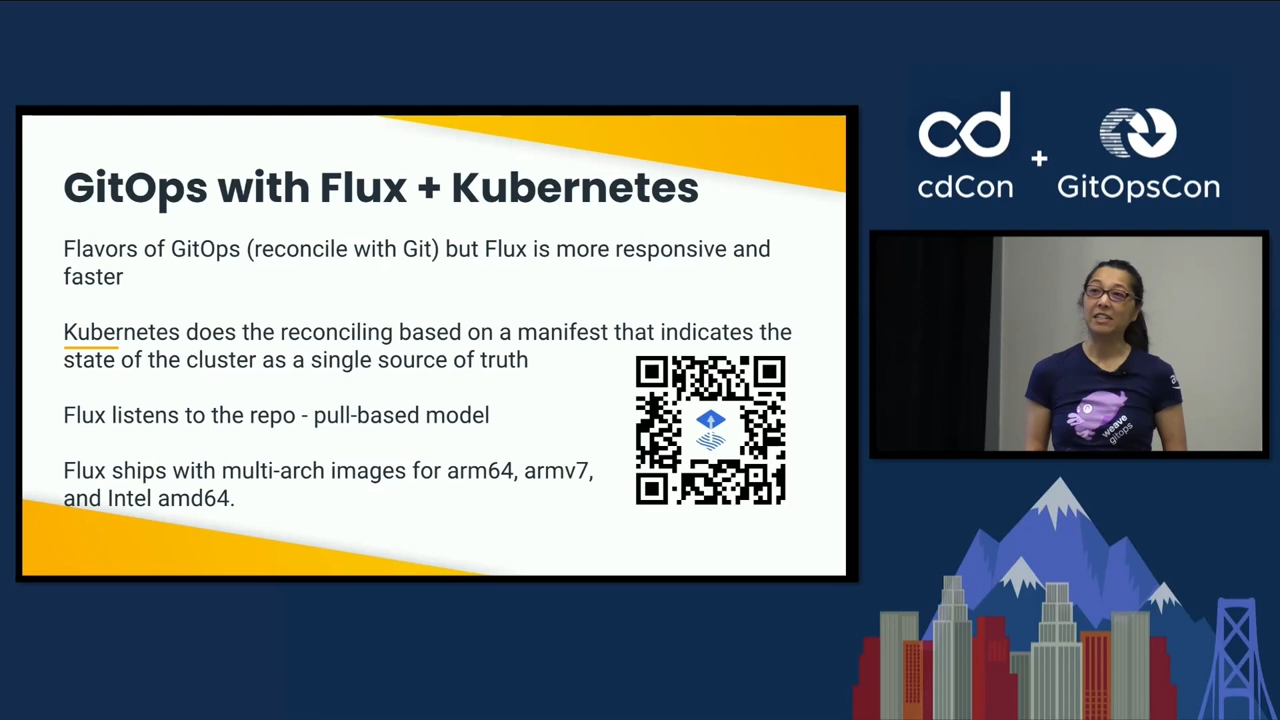 GitOps with Flux + Kubernetes
Flavors of GitOps (reconcile with Git) but Flux is more responsive and
faster
Kubernetes does the reconciling based on a manifest that indicates the
state of the cluster as a single source of truth
Flux listens to the repo - pull-based model
Flux ships with multi-arch images for arm64, armv7,
and Intel amd64.
cd
+
cdCon
GitOpsCon
weave
gitops